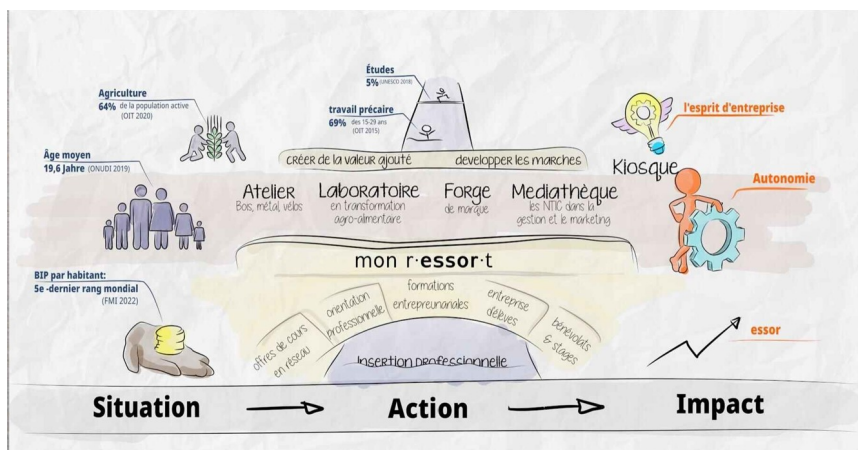 Études
5% (UNESCO 2018)
travail précaire
69% des 15-29 ans
(OIT 2015)
Agriculture
64% de la population active
(OIT 2020)
Âge moyen
19,6 Jahre (ONUDI 2019)
BIP par habitant:
5e -dernier rang mondial
(FMI 2022)
créer de la valeur ajouté
developper les marches
Atelier
Bois, métal, vélos
Laboratoire
en transformation
agro-alimentaire
Forge
de marque
Mediathèque
les NTIC dans la
gestion et le marketing
Kiosque
mon r·essor·t
offres de cours
en réseau
orientation
professionnelle
formations
entrepreunanales
entreprise
d'élèves
bénévolats
& stages
Insertion professionnelle
l'esprit d'entreprise
Autonomie
essor
Situation
Action
Impact